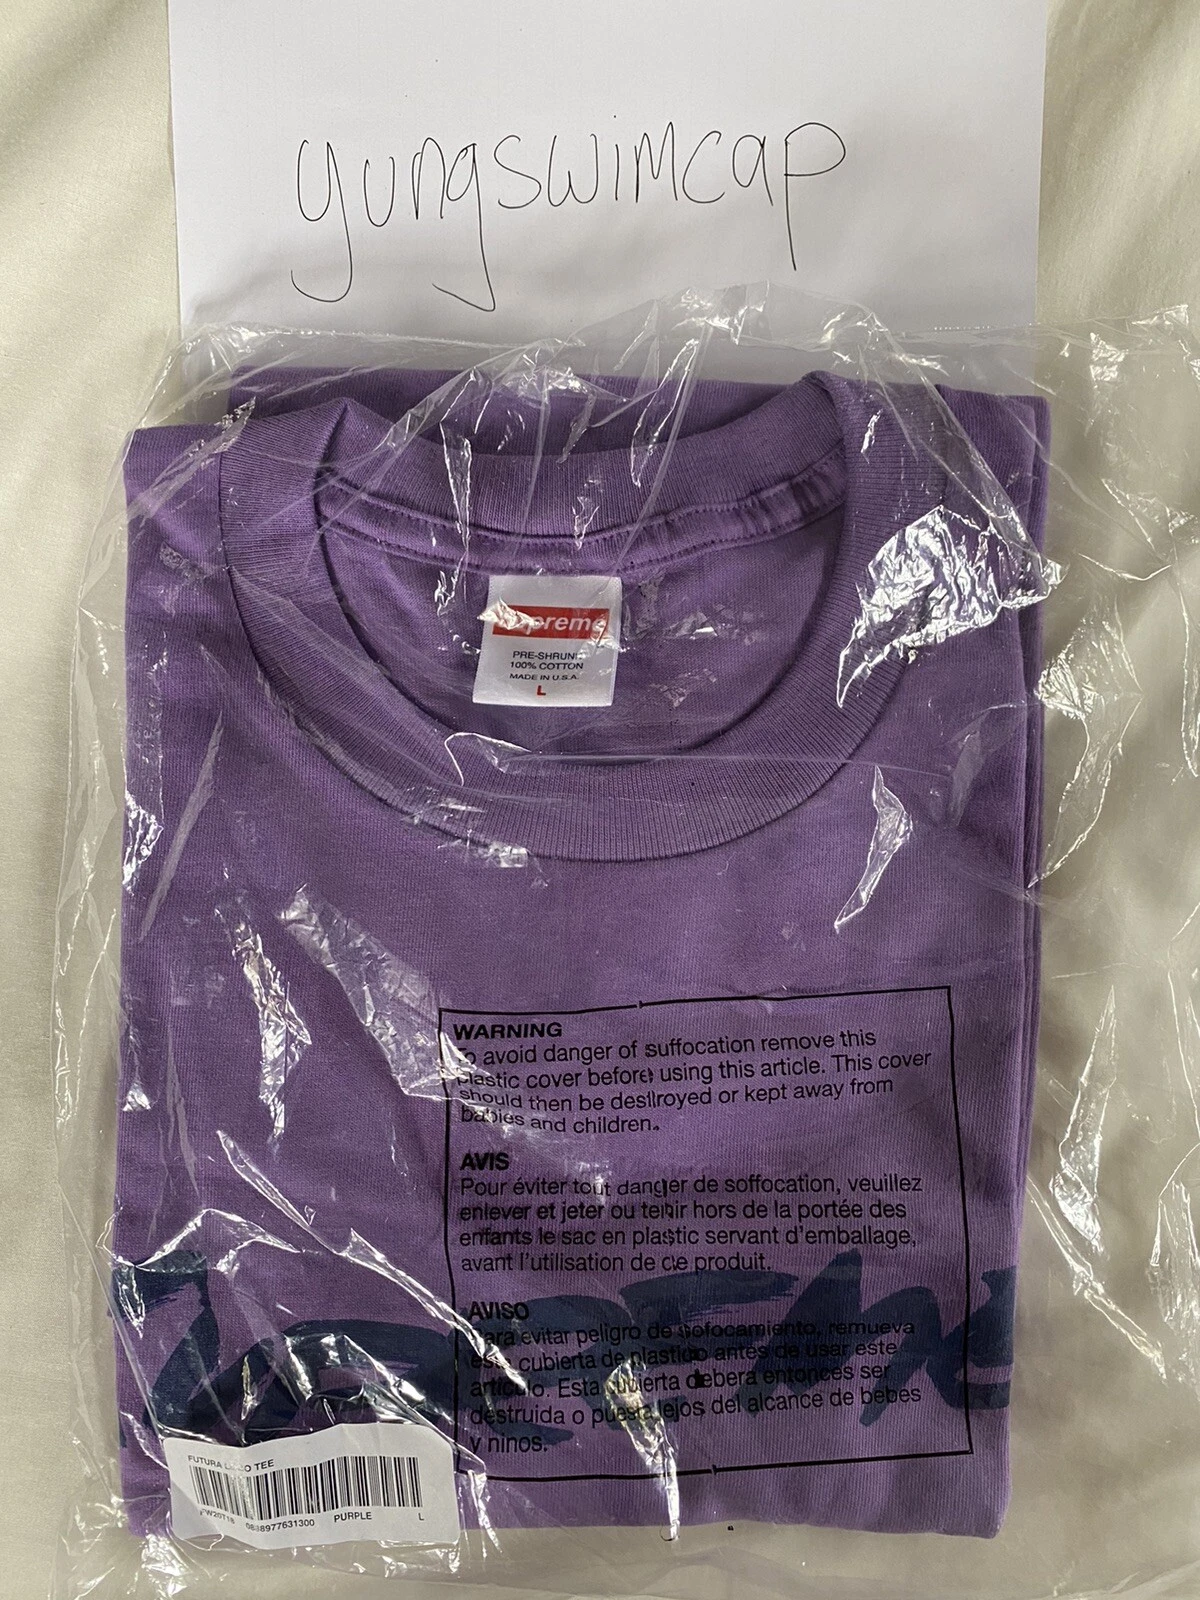 yungswimcap
PRE-SHRUNK
100% COTTON
MADE IN U.S.A.
L
WARNING
To avoid danger of suffocation remove this
plastic cover before using this article. This cover
should then be destroyed or kept away from
babies and children.
AVIS
Pour éviter tout danger de soffocation, veuillez
enlever et jeter ou tenir hors de la portée des
enfants le sac en plastic servant d'emballage,
avant l'utilisation de ce produit.
AVISO
Para evitar peligro de sofocamiento, remueva
esta cubierta de plastico antes de usar este
articulo. Esta cubierta debera entonces ser
destruida o puesta lejos del alcance de bebes
y ninos.
FUTURA TEE
PURPLE L